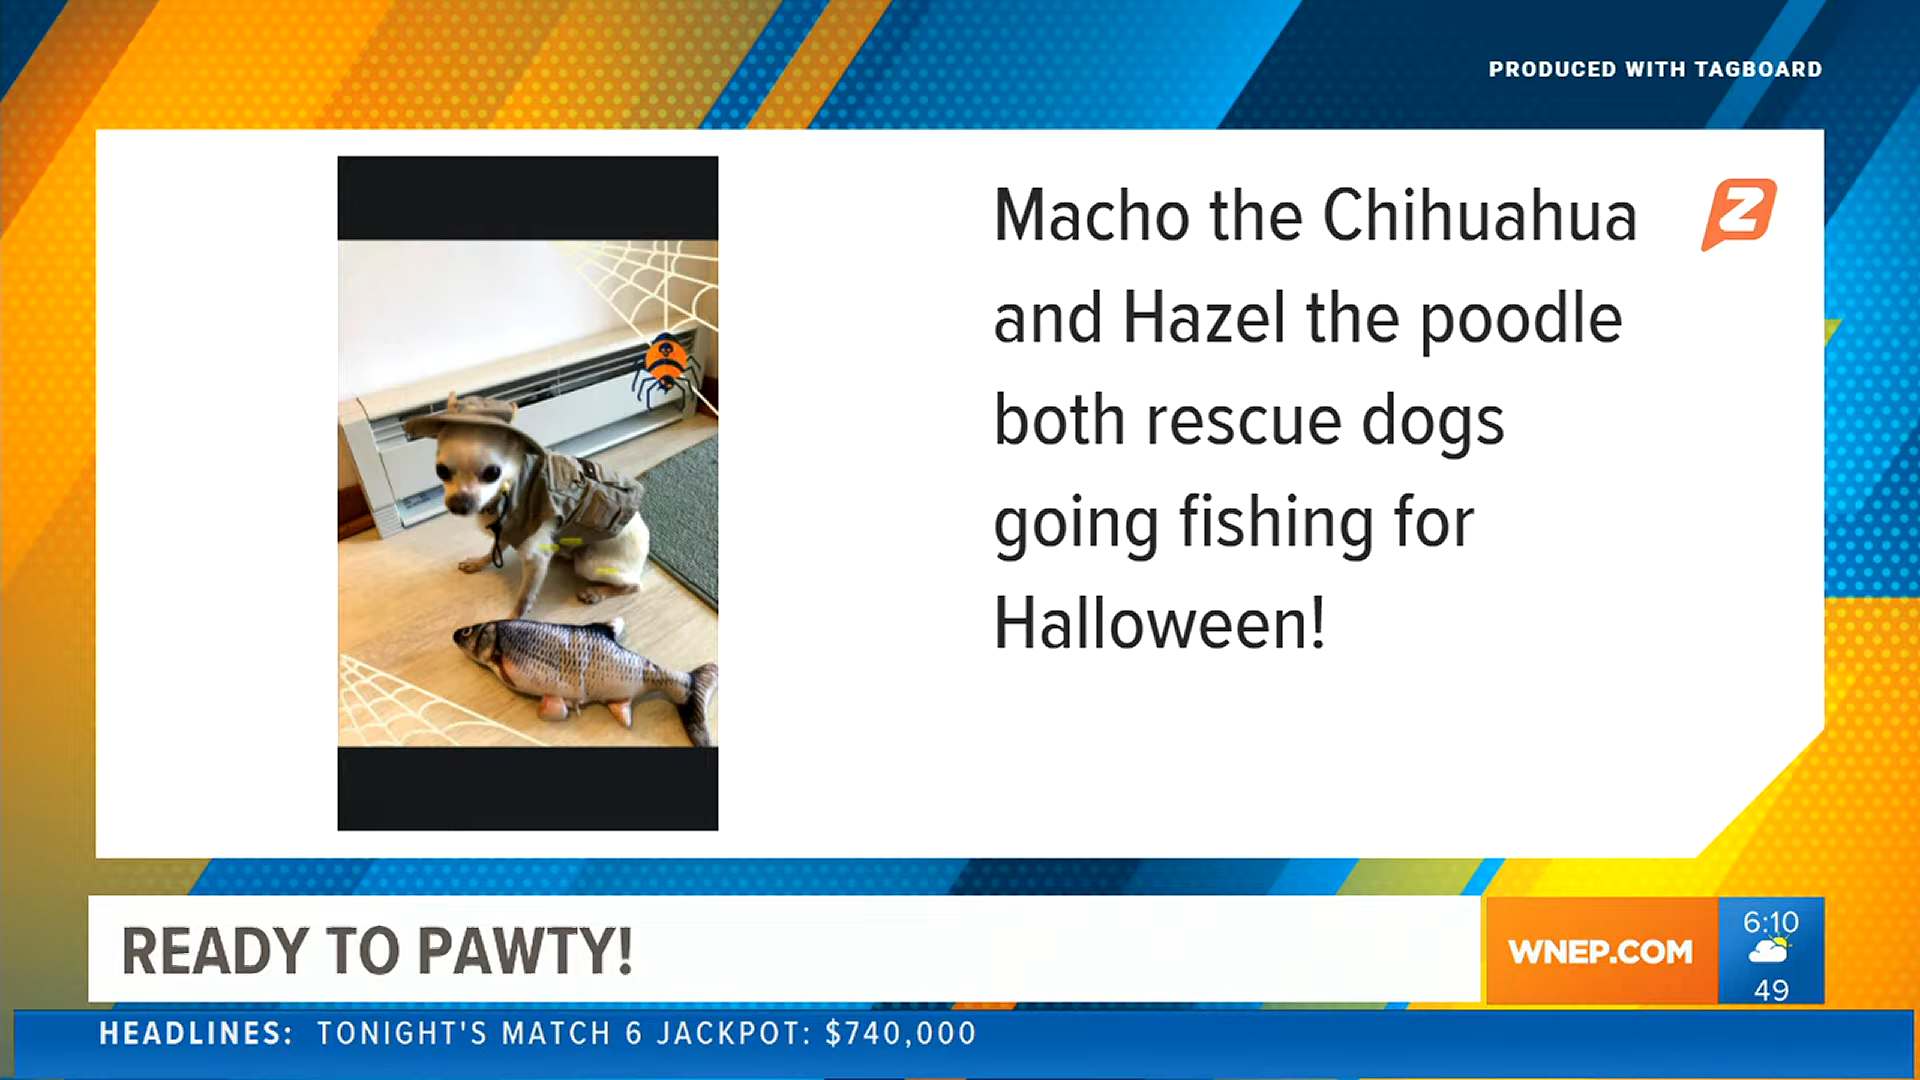 PRODUCED WITH TAGBOARD
Macho the Chihuahua
and Hazel the poodle
both rescue dogs
going fishing for
Halloween!
Z
READY TO PAWTY!
WNEP.COM
6:10
49
HEADLINES: TONIGHT'S MATCH 6 JACKPOT: $740,000